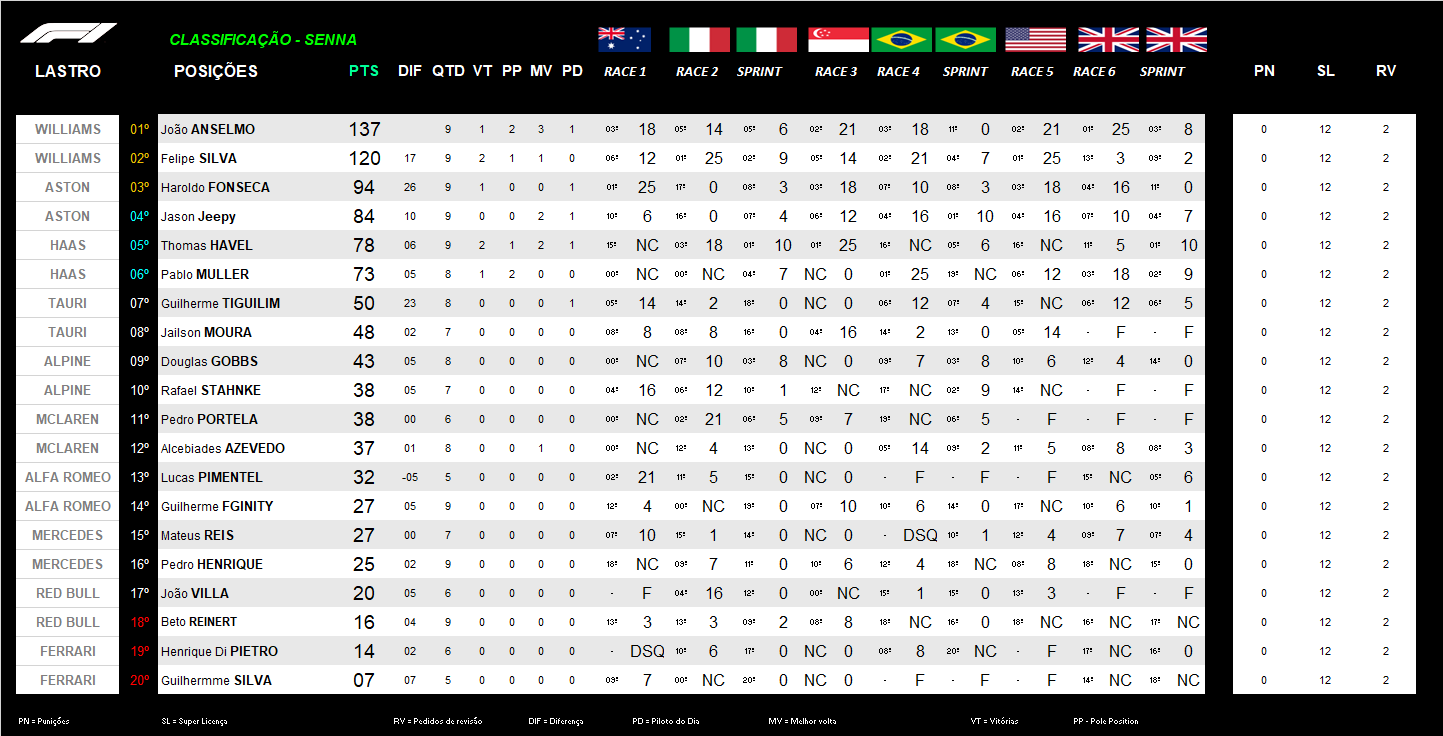 F1
CLASSIFICAÇÃO - SENNA
LASTRO POSIÇÕES PTS DIF QTD VT PP MV PD RACE 1 RACE 2 SPRINT RACE 3 RACE 4 SPRINT RACE 5 RACE 6 SPRINT PN SL RV
WILLIAMS 01º João ANSELMO 137 9 1 2 3 1 03º 18 05º 14 05º 6 02º 21 03º 18 11º 0 02º 21 01º 25 03º 8 0 12 2
WILLIAMS 02º Felipe SILVA 120 17 9 2 1 1 0 06º 12 01º 25 02º 9 05º 14 02º 21 04º 7 01º 25 13º 3 09º 2 0 12 2
ASTON 03º Haroldo FONSECA 94 26 9 1 0 0 1 01º 25 17º 0 08º 3 03º 18 07º 10 08º 3 03º 18 04º 16 11º 0 0 12 2
ASTON 04º Jason Jeepy 84 10 9 0 0 2 1 10º 6 16º 0 07º 4 06º 12 04º 16 01º 10 04º 16 07º 10 04º 7 0 12 2
HAAS 05º Thomas HAVEL 78 06 9 2 1 2 1 15º NC 03º 18 01º 10 01º 25 16º NC 05º 6 16º NC 11º 5 01º 10 0 12 2
HAAS 06º Pablo MULLER 73 05 8 1 2 0 0 00º NC 00º NC 04º 7 NC 0 01º 25 19º NC 06º 12 03º 18 02º 9 0 12 2
TAURI 07º Guilherme TIGUILIM 50 23 8 0 0 0 1 05º 14 14º 2 18º 0 NC 0 06º 12 07º 4 15º NC 06º 12 06º 5 0 12 2
TAURI 08º Jailson MOURA 48 02 7 0 0 0 0 08º 8 08º 8 16º 0 04º 16 14º 2 13º 0 05º 14 - F - F 0 12 2
ALPINE 09º Douglas GOBBS 43 05 8 0 0 0 0 00º NC 07º 10 03º 8 NC 0 09º 7 03º 8 10º 6 12º 4 14º 0 0 12 2
ALPINE 10º Rafael STAHNKE 38 05 7 0 0 0 0 04º 16 06º 12 10º 1 12º NC 17º NC 02º 9 14º NC - F - F 0 12 2
MCLAREN 11º Pedro PORTELA 38 00 6 0 0 0 0 00º NC 02º 21 06º 5 09º 7 19º NC 06º 5 - F - F - F 0 12 2
MCLAREN 12º Alcebiades AZEVEDO 37 01 8 0 0 1 0 00º NC 12º 4 13º 0 NC 0 05º 14 09º 2 11º 5 08º 8 08º 3 0 12 2
ALFA ROMEO 13º Lucas PIMENTEL 32 -05 5 0 0 0 0 02º 21 11º 5 15º 0 NC 0 - F - F - F 15º NC 05º 6 0 12 2
ALFA ROMEO 14º Guilherme FGINITY 27 05 9 0 0 0 0 12º 4 00º NC 19º 0 07º 10 10º 6 14º 0 17º NC 10º 6 10º 1 0 12 2
MERCEDES 15º Mateus REIS 27 00 7 0 0 0 0 07º 10 15º 1 14º 0 NC 0 - DSQ 10º 1 12º 4 09º 7 07º 4 0 12 2
MERCEDES 16º Pedro HENRIQUE 25 02 9 0 0 0 0 18º NC 09º 7 11º 0 10º 6 12º 4 18º NC 08º 8 18º NC 15º 0 0 12 2
RED BULL 17º João VILLA 20 05 6 0 0 0 0 - F 04º 16 12º 0 00º NC 15º 1 15º 0 13º 3 - F - F 0 12 2
RED BULL 18º Beto REINERT 16 04 9 0 0 0 0 13º 3 13º 3 09º 2 08º 8 18º NC 16º 0 18º NC 16º NC 17º NC 0 12 2
FERRARI 19º Henrique Di PIETRO 14 02 6 0 0 0 0 - DSQ 10º 6 17º 0 NC 0 08º 8 20º NC - F 17º NC 16º 0 0 12 2
FERRARI 20º Guilhermme SILVA 07 07 5 0 0 0 0 09º 7 00º NC 20º 0 NC 0 - F - F - F 14º NC 18º NC 0 12 2
PN = Punições SL = Super Licença RV = Pedidos de revisão DIF = Diferença PD = Piloto do Dia MV = Melhor volta VT = Vitórias PP - Pole Position